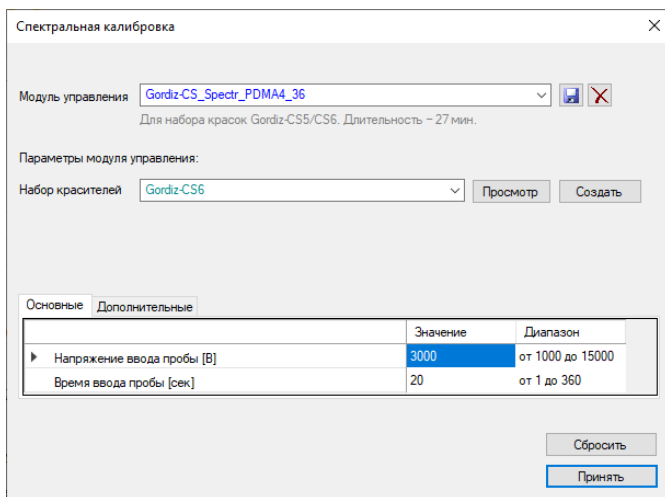 Спектральная калибровка
Модуль управления Gordiz-CS_Spectr_PDMA4_36
Для набора красок Gordiz-CS5/CS6. Длительность ~ 27 мин.
Параметры модуля управления:
Набор красителей Gordiz-CS6 Просмотр Создать
Основные Дополнительные
Значение Диапазон
Напряжение ввода пробы [В] 3000 от 1000 до 15000
Время ввода пробы [сек] 20 от 1 до 360
Сбросить
Принять